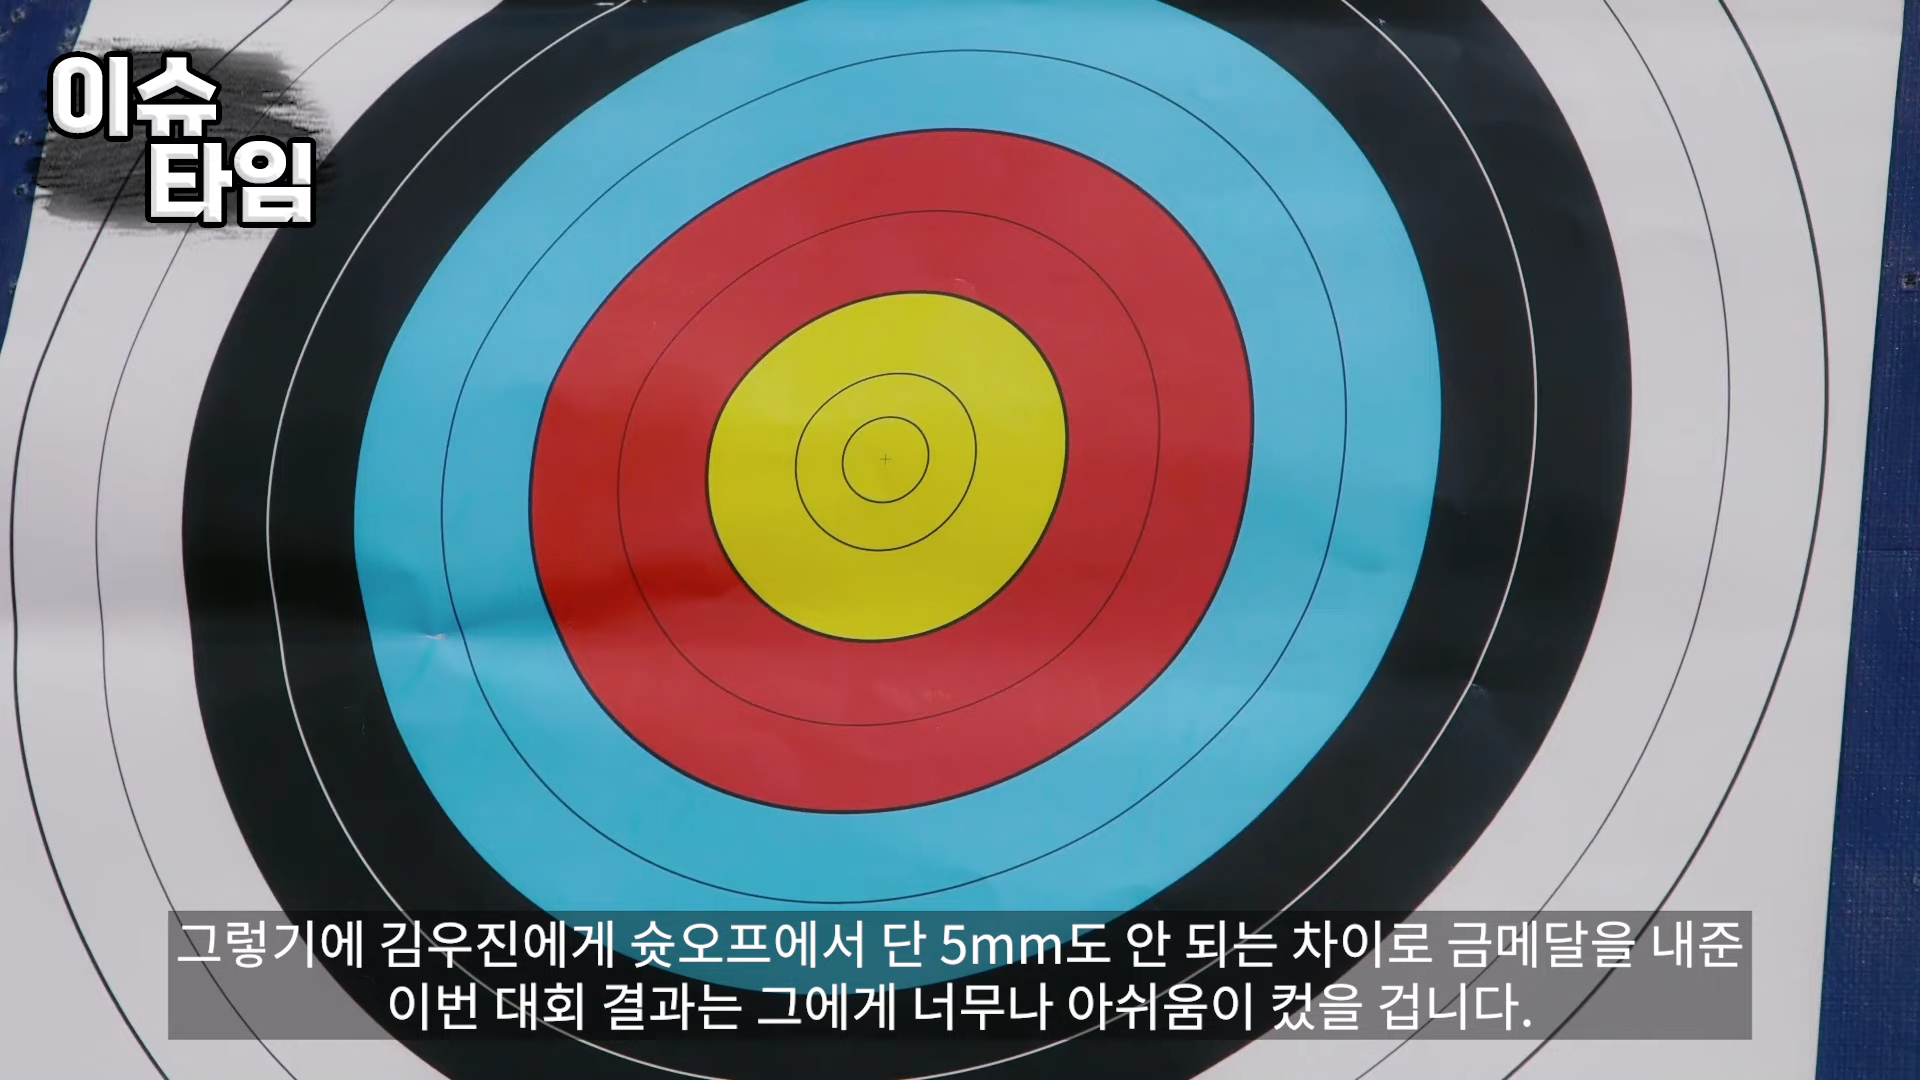 이슈
타임
그렇기에 김우진에게 슛오프에서 단 5mm도 안 되는 차이로 금메달을 내준
이번 대회 결과는 그에게 너무나 아쉬움이 컸을 겁니다.